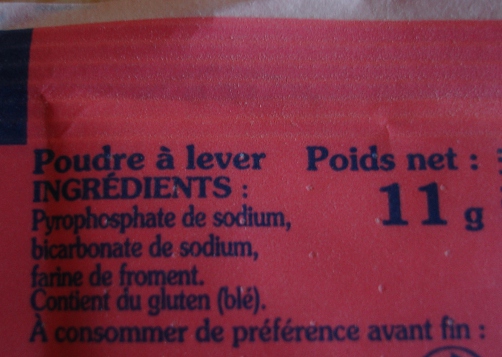 Poudre à lever Poids net :
INGRÉDIENTS : 11 g
Pyrophosphate de sodium,
bicarbonate de sodium,
farine de froment.
Contient du gluten (blé).
À consommer de préférence avant fin :